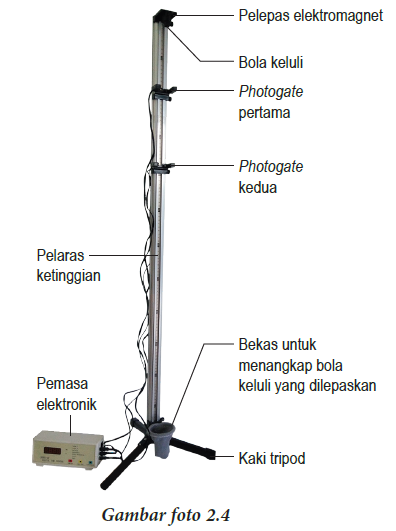 Pelepas elektromagnet
Bola keluli
Photogate
pertama
Photogate
kedua
Pelaras
ketinggian
Bekas untuk
menangkap bola
keluli yang dilepaskan
Pemasa
elektronik
Kaki tripod
Gambar foto 2.4